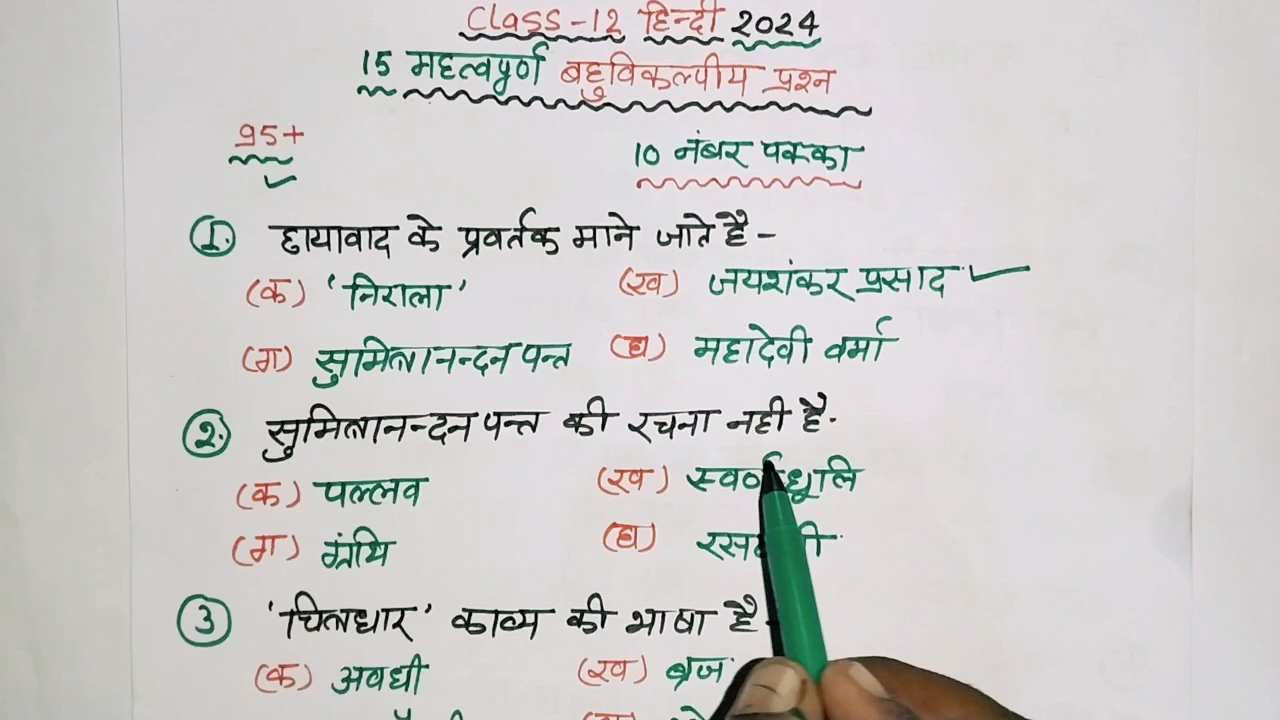 Class-12 हिन्दी 2024
15 महत्वपूर्ण बहुविकल्पीय प्रश्न
95+
10 नंबर पक्का
1. छायावाद के प्रवर्तक माने जाते है -
(क) 'निराला' (ख) जयशंकर प्रसाद
(ग) सुमित्रानन्दन पन्त (घ) महादेवी वर्मा
2. सुमित्रानन्दन पन्त की रचना नही है.
(क) पल्लव (ख) स्वर्णधूलि
(ग) ग्रंथि (घ)
3 'चित्राधार' काव्य की भाषा है-
(क) अवधी (ख) ब्रज